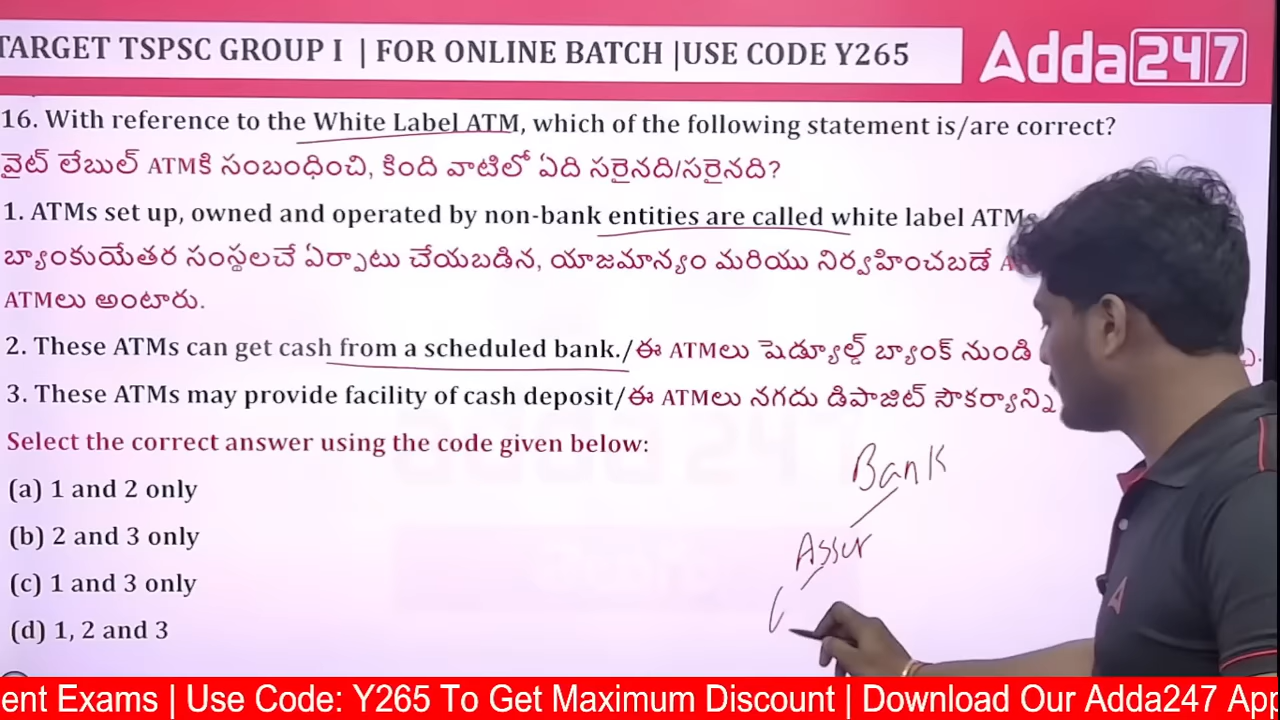 TARGET TSPSC GROUP I | FOR ONLINE BATCH |USE CODE Y265
Adda247
16. With reference to the White Label ATM, which of the following statement is/are correct?
వైట్ లేబుల్ ATMకి సంబంధించి, కింది వాటిలో ఏది సరైనది/సరైనది?
1. ATMs set up, owned and operated by non-bank entities are called white label ATMs
బ్యాంకుయేతర సంస్థలచే ఏర్పాటు చేయబడిన, యాజమాన్యం మరియు నిర్వహించబడే
ATMలు అంటారు.
2. These ATMs can get cash from a scheduled bank./ఈ ATMలు షెడ్యూల్డ్ బ్యాంక్ నుండి
3. These ATMs may provide facility of cash deposit/ఈ ATMలు నగదు డిపాజిట్ సౌకర్యాన్ని
Select the correct answer using the code given below:
Bank
(a) 1 and 2 only
(b) 2 and 3 only
Assur
(c) 1 and 3 only
(d) 1, 2 and 3
ent Exams | Use Code: Y265 To Get Maximum Discount | Download Our Adda247 App